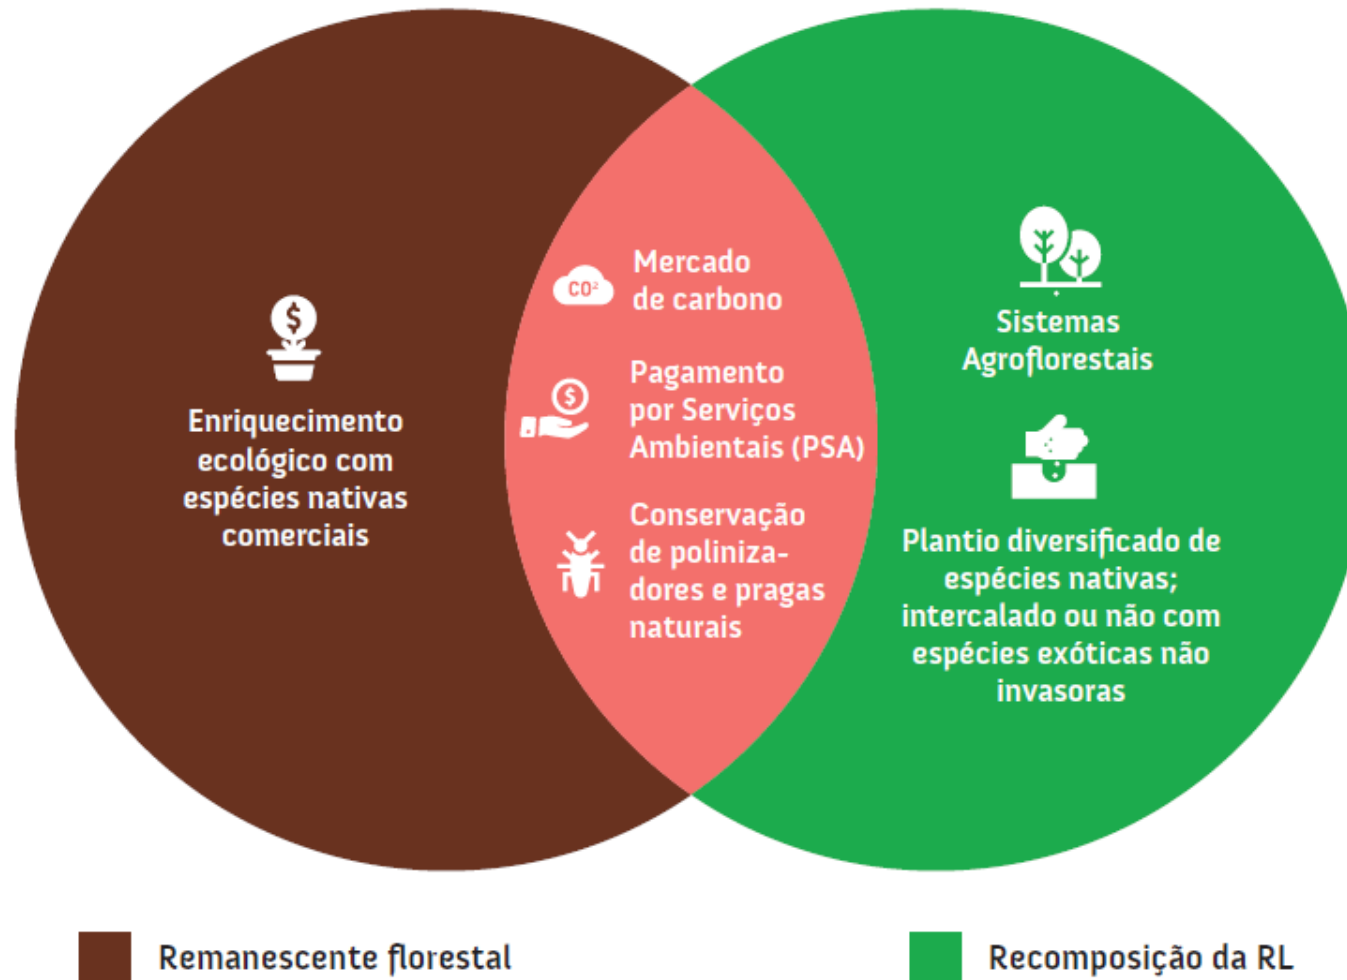 $
Enriquecimento
ecológico com
espécies nativas
comerciais
CO²
Mercado
de carbono
$
Pagamento
por Serviços
Ambientais (PSA)
Conservação
de poliniza-
dores e pragas
naturais
Sistemas
Agroflorestais
Plantio diversificado de
espécies nativas;
intercalado ou não com
espécies exóticas não
invasoras
Remanescente florestal
Recomposição da RL